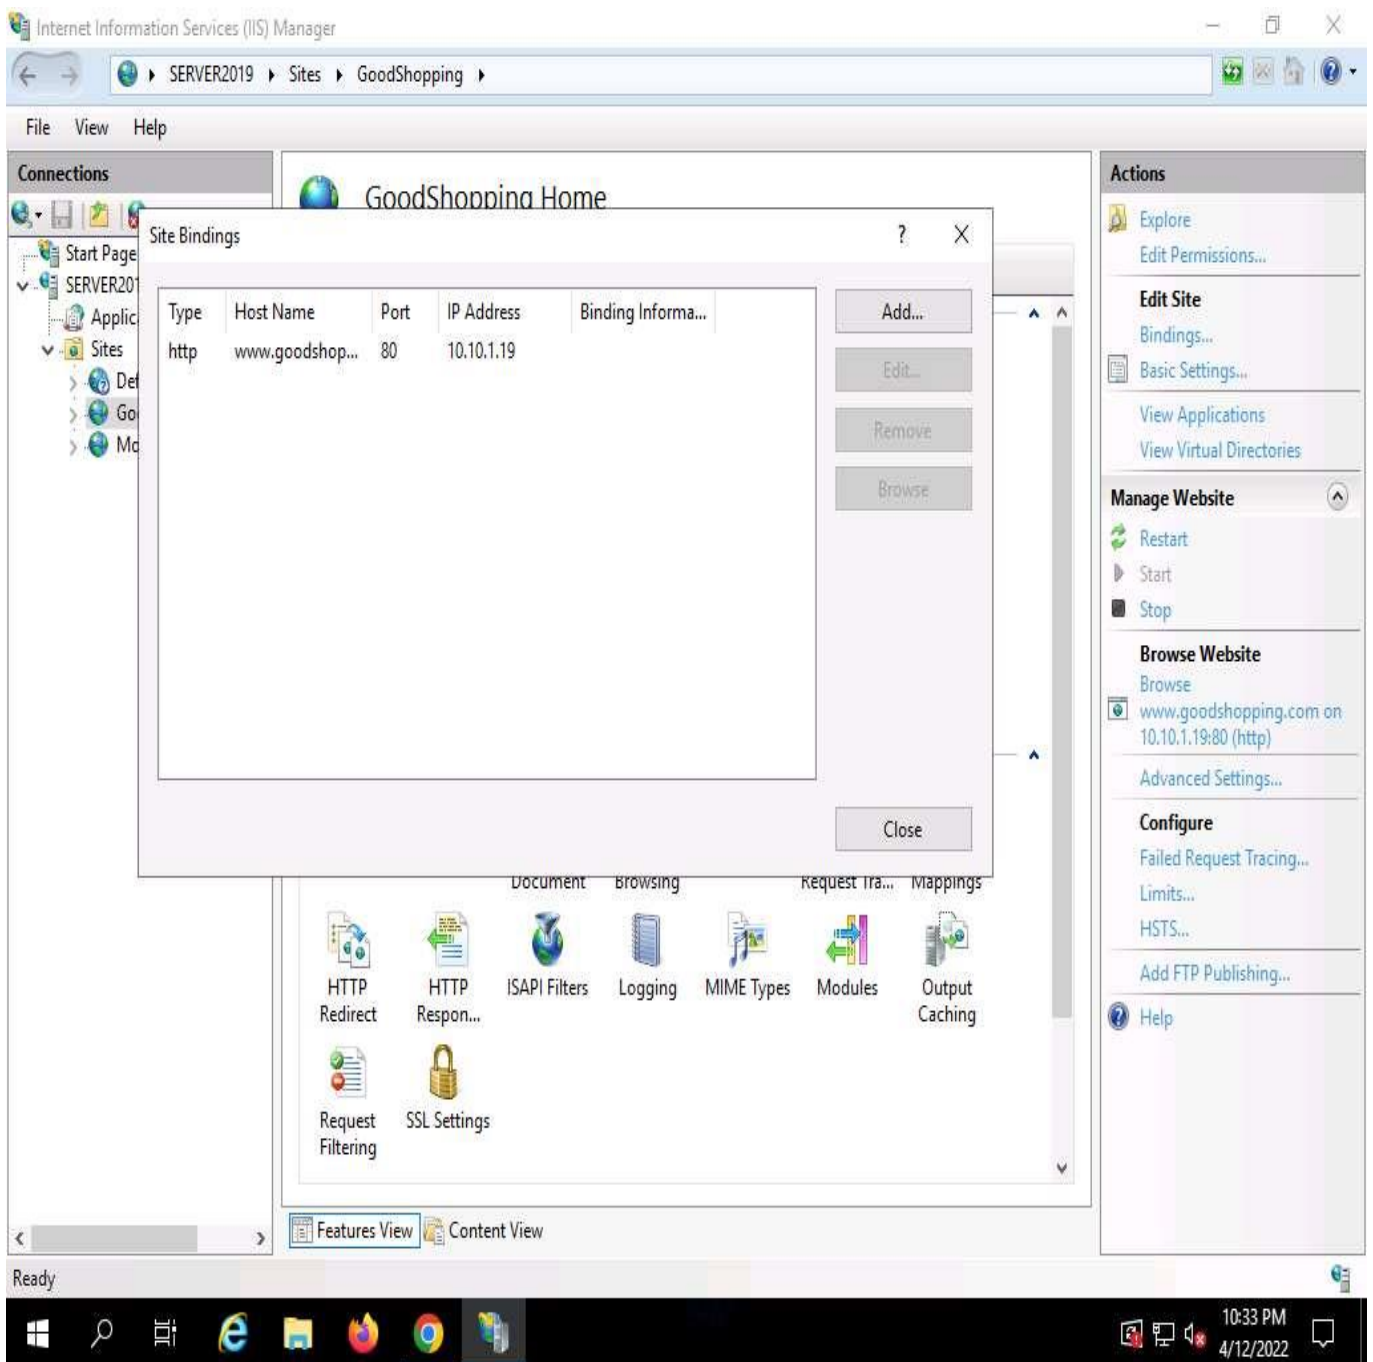 Internet Information Services (IIS) Manager
SERVER2019 Sites GoodShopping
File View Help
Connections
Start Page
SERVER201
Applic
Sites
Def
Go
Mo
GoodShopping Home
Site Bindings
?
Type Host Name Port IP Address Binding Informa...
http www.goodshop... 80 10.10.1.19
Add...
Edit...
Remove
Browse
Close
Document Browsing Request Tra... Mappings
HTTP Redirect
HTTP Respon...
ISAPI Filters
Logging
MIME Types
Modules
Output Caching
Request Filtering
SSL Settings
Features View
Content View
Actions
Explore
Edit Permissions...
Edit Site
Bindings...
Basic Settings...
View Applications
View Virtual Directories
Manage Website
Restart
Start
Stop
Browse Website
Browse
www.goodshopping.com on
10.10.1.19:80 (http)
Advanced Settings...
Configure
Failed Request Tracing...
Limits...
HSTS...
Add FTP Publishing...
Help
Ready
10:33 PM
4/12/2022